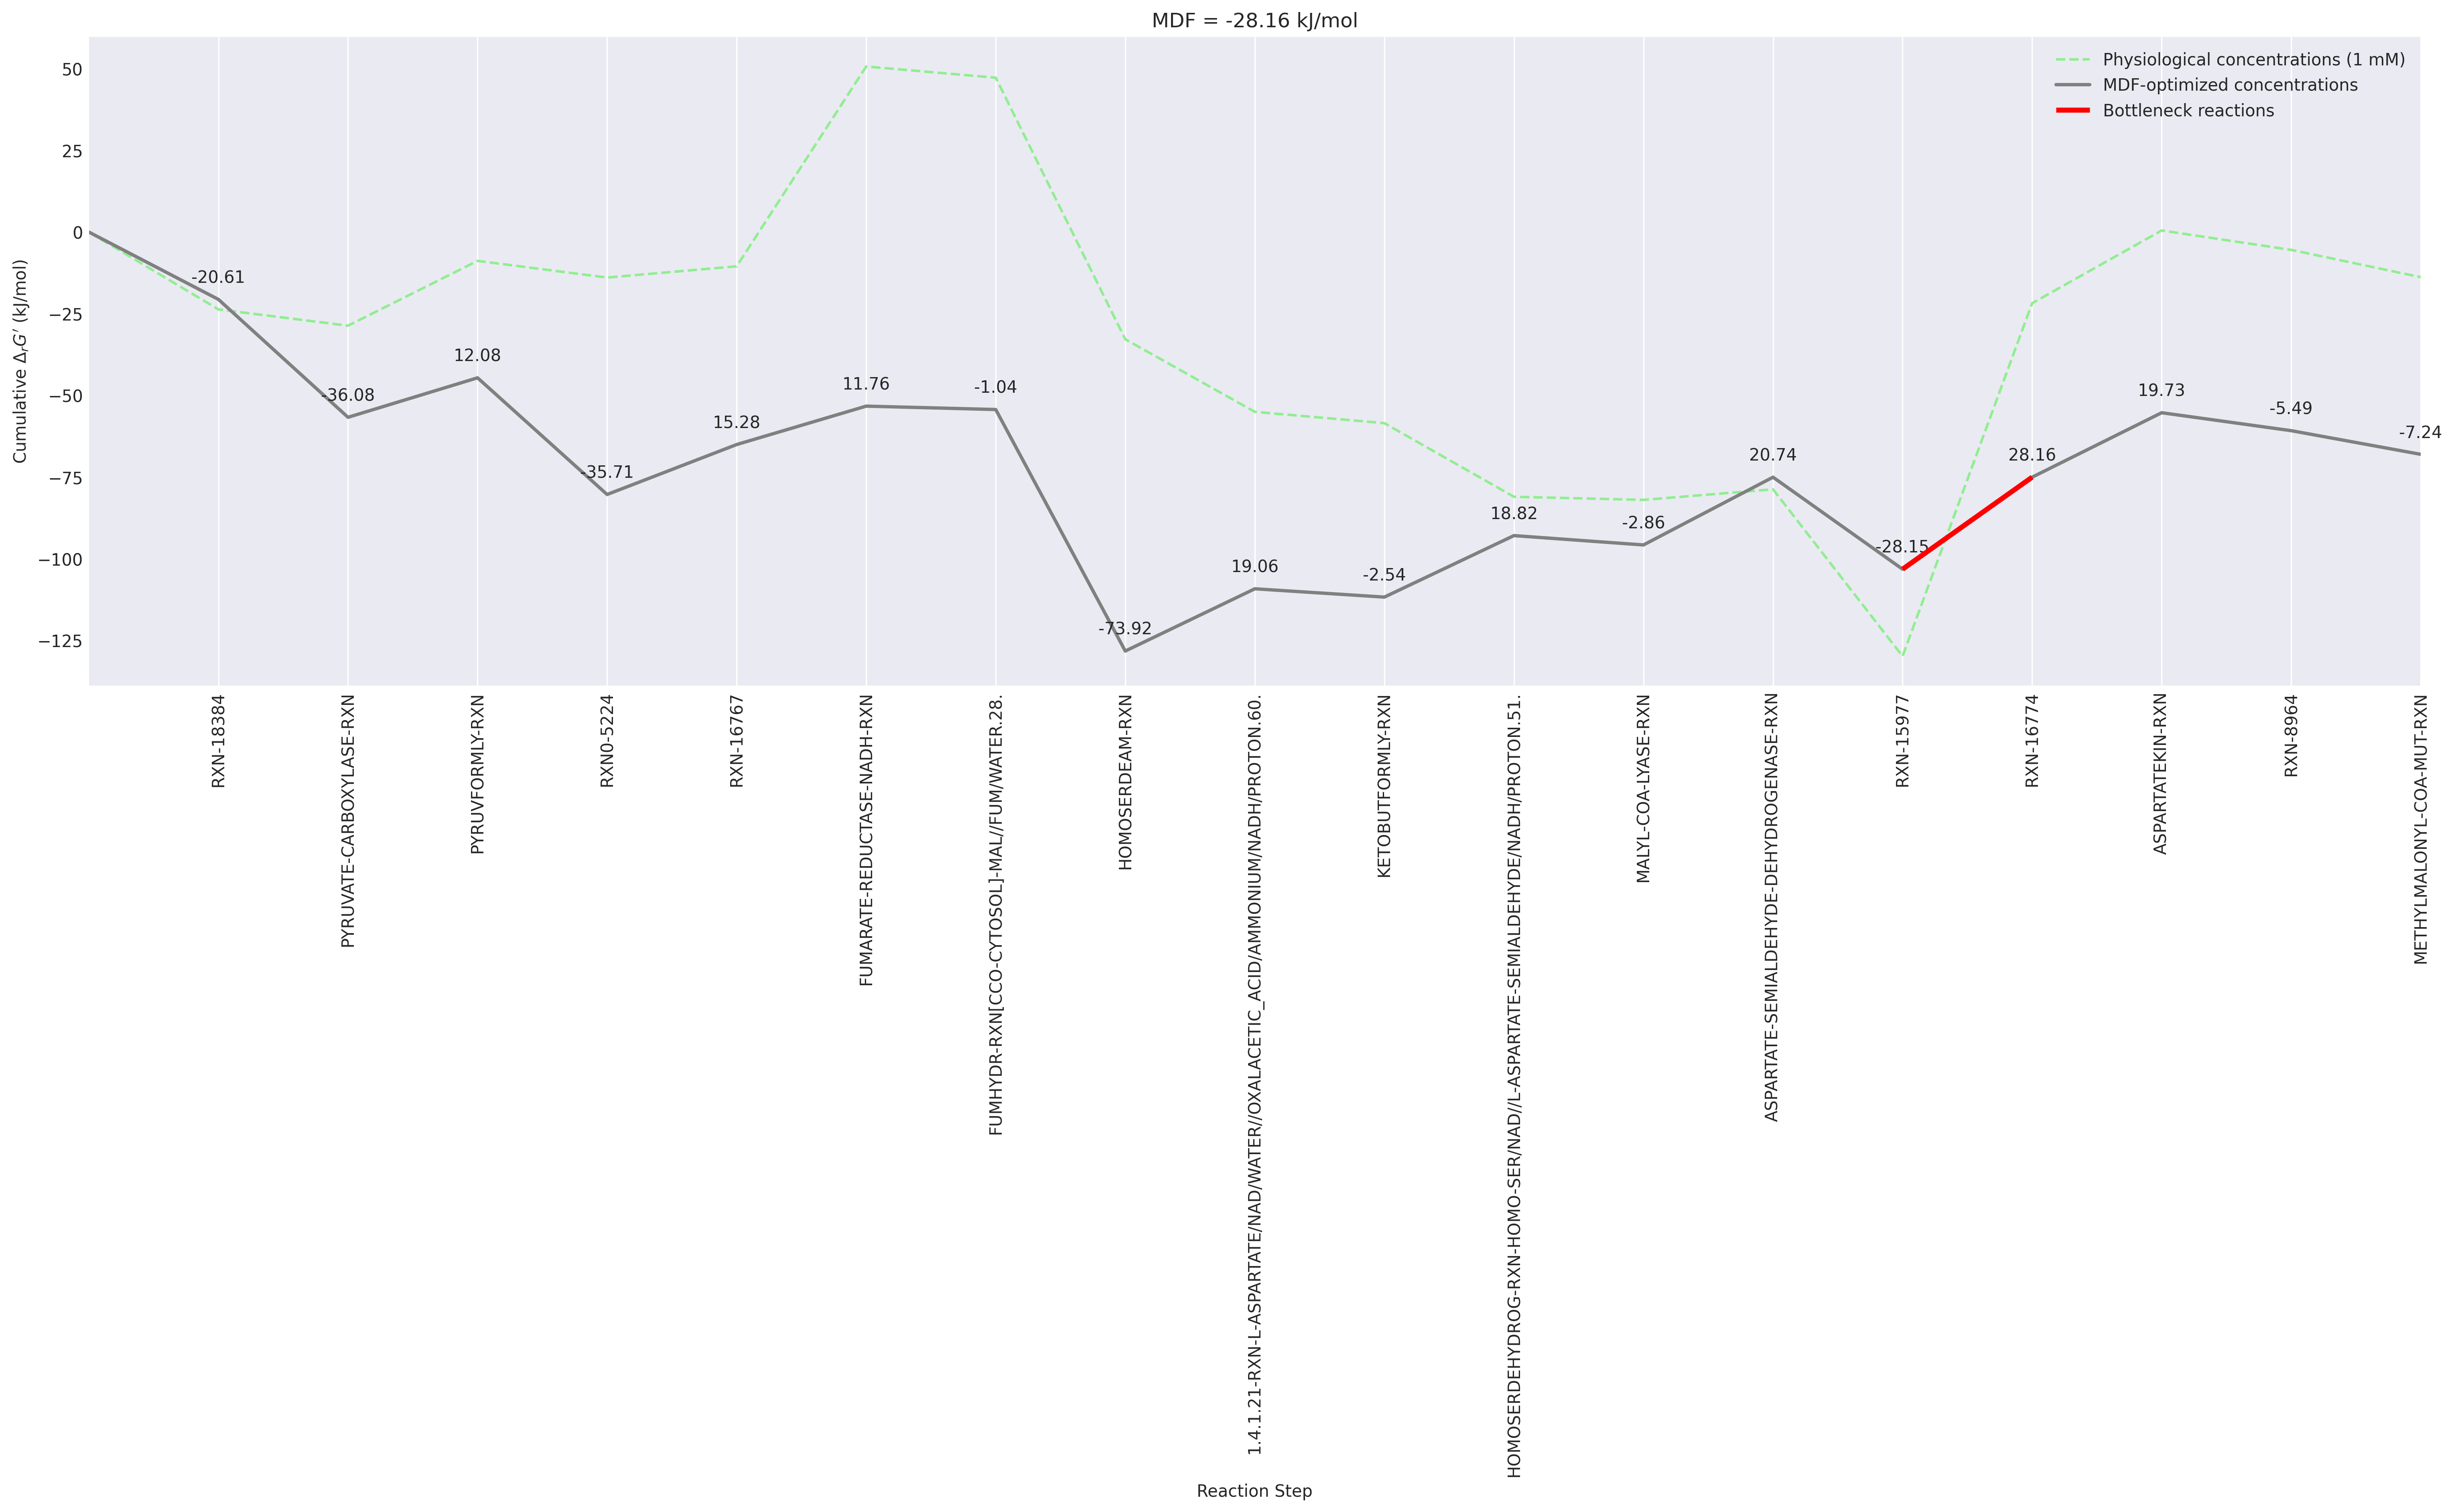 MDF = -28.16 kJ/mol
Physiological concentrations (1 mM)
MDF-optimized concentrations
Bottleneck reactions
Cumulative ΔrG′ (kJ/mol)
50
25
0
−25
−50
−75
−100
−125
-20.61
-36.08
12.08
-35.71
15.28
11.76
-1.04
-73.92
19.06
-2.54
18.82
-2.86
20.74
-28.15
28.16
19.73
-5.49
-7.24
RXN-18384
PYRUVATE-CARBOXYLASE-RXN
PYRUVFORMLY-RXN
RXN0-5224
RXN-16767
FUMARATE-REDUCTASE-NADH-RXN
FUMHYDR-RXN[CCO-CYTOSOL]-MAL//FUM/WATER.28.
HOMOSERDEAM-RXN
1.4.1.21-RXN-L-ASPARTATE/NAD/WATER//OXALACETIC_ACID/AMMONIUM/NADH/PROTON.60.
KETOBUTFORMLY-RXN
HOMOSERDEHYDROG-RXN-HOMO-SER/NAD//L-ASPARTATE-SEMIALDEHYDE/NADH/PROTON.51.
MALYL-COA-LYASE-RXN
ASPARTATE-SEMIALDEHYDE-DEHYDROGENASE-RXN
RXN-15977
RXN-16774
ASPARTATEKIN-RXN
RXN-8964
METHYLMALONYL-COA-MUT-RXN
Reaction Step